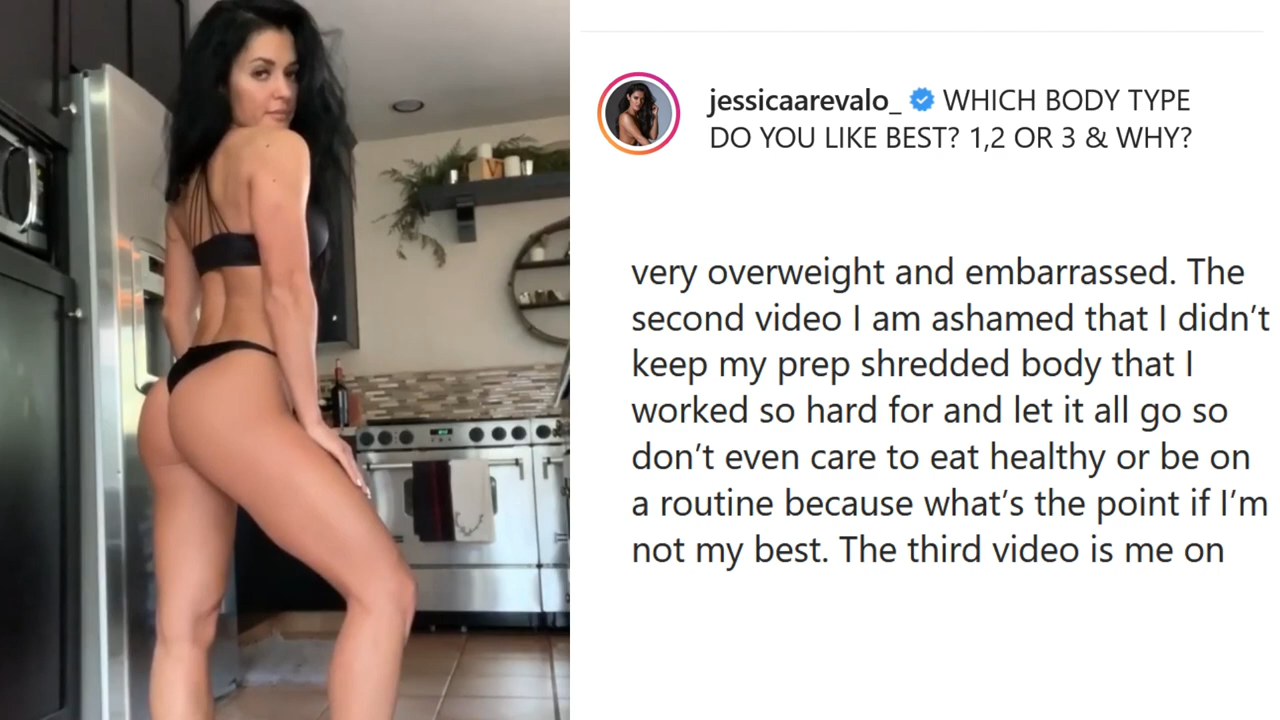 jessicaarevalo_ WHICH BODY TYPE
DO YOU LIKE BEST? 1,2 OR 3 & WHY?
very overweight and embarrassed. The
second video I am ashamed that I didn’t
keep my prep shredded body that I
worked so hard for and let it all go so
don’t even care to eat healthy or be on
a routine because what’s the point if I’m
not my best. The third video is me on